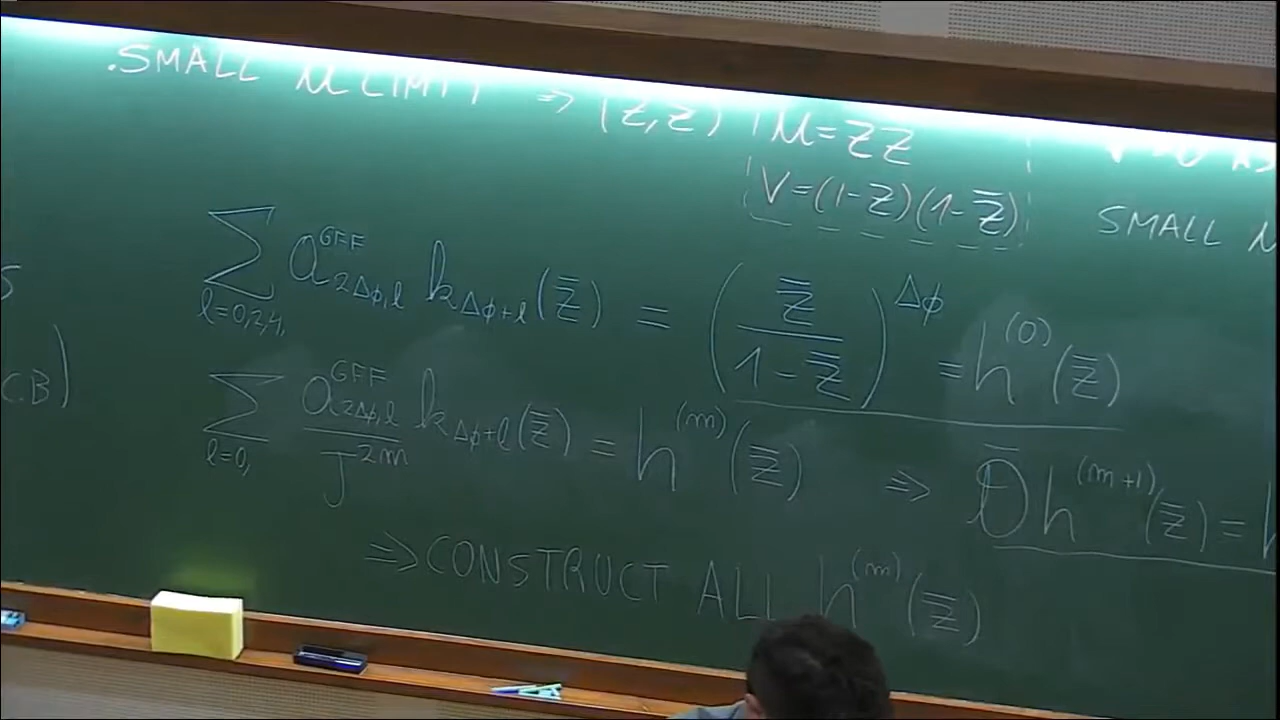 .SMALL U LIMIT ⇒ (z, z̄) | U = z z̄
V=(1-z)(1-z̄)
SMALL
∑_{l=0,2,4,} a^{GFF}_{2Δφ,l} k_{Δφ+l}(z̄) = (z̄/(1-z̄))^{Δφ} = h^{(0)}(z̄)
C.B)
∑_{l=0,} a^{GFF}_{2Δφ,l}/J^{2m} k_{Δφ+l}(z̄) = h^{(m)}(z̄) ⇒ D̄ h^{(m+1)}(z̄) = h
⇒ CONSTRUCT ALL h^{(m)}(z̄)